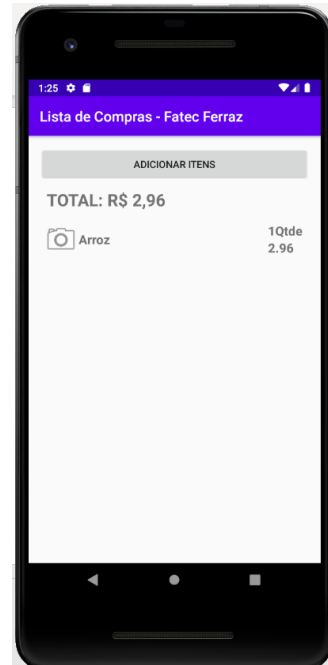 1:25
Lista de Compras - Fatec Ferraz
ADICIONAR ITENS
TOTAL: R$ 2,96
Arroz
1Qtde
2.96